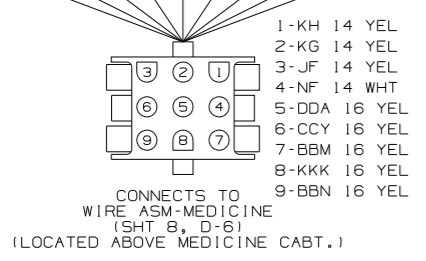 1-KH 14 YEL
2-KG 14 YEL
3-JF 14 YEL
4-NF 14 WHT
5-DDA 16 YEL
6-CCY 16 YEL
7-BBM 16 YEL
8-KKK 16 YEL
9-BBN 16 YEL
3 2 1
6 5 4
9 8 7
CONNECTS TO
WIRE ASM-MEDICINE
(SHT 8, D-6)
(LOCATED ABOVE MEDICINE CABT.)